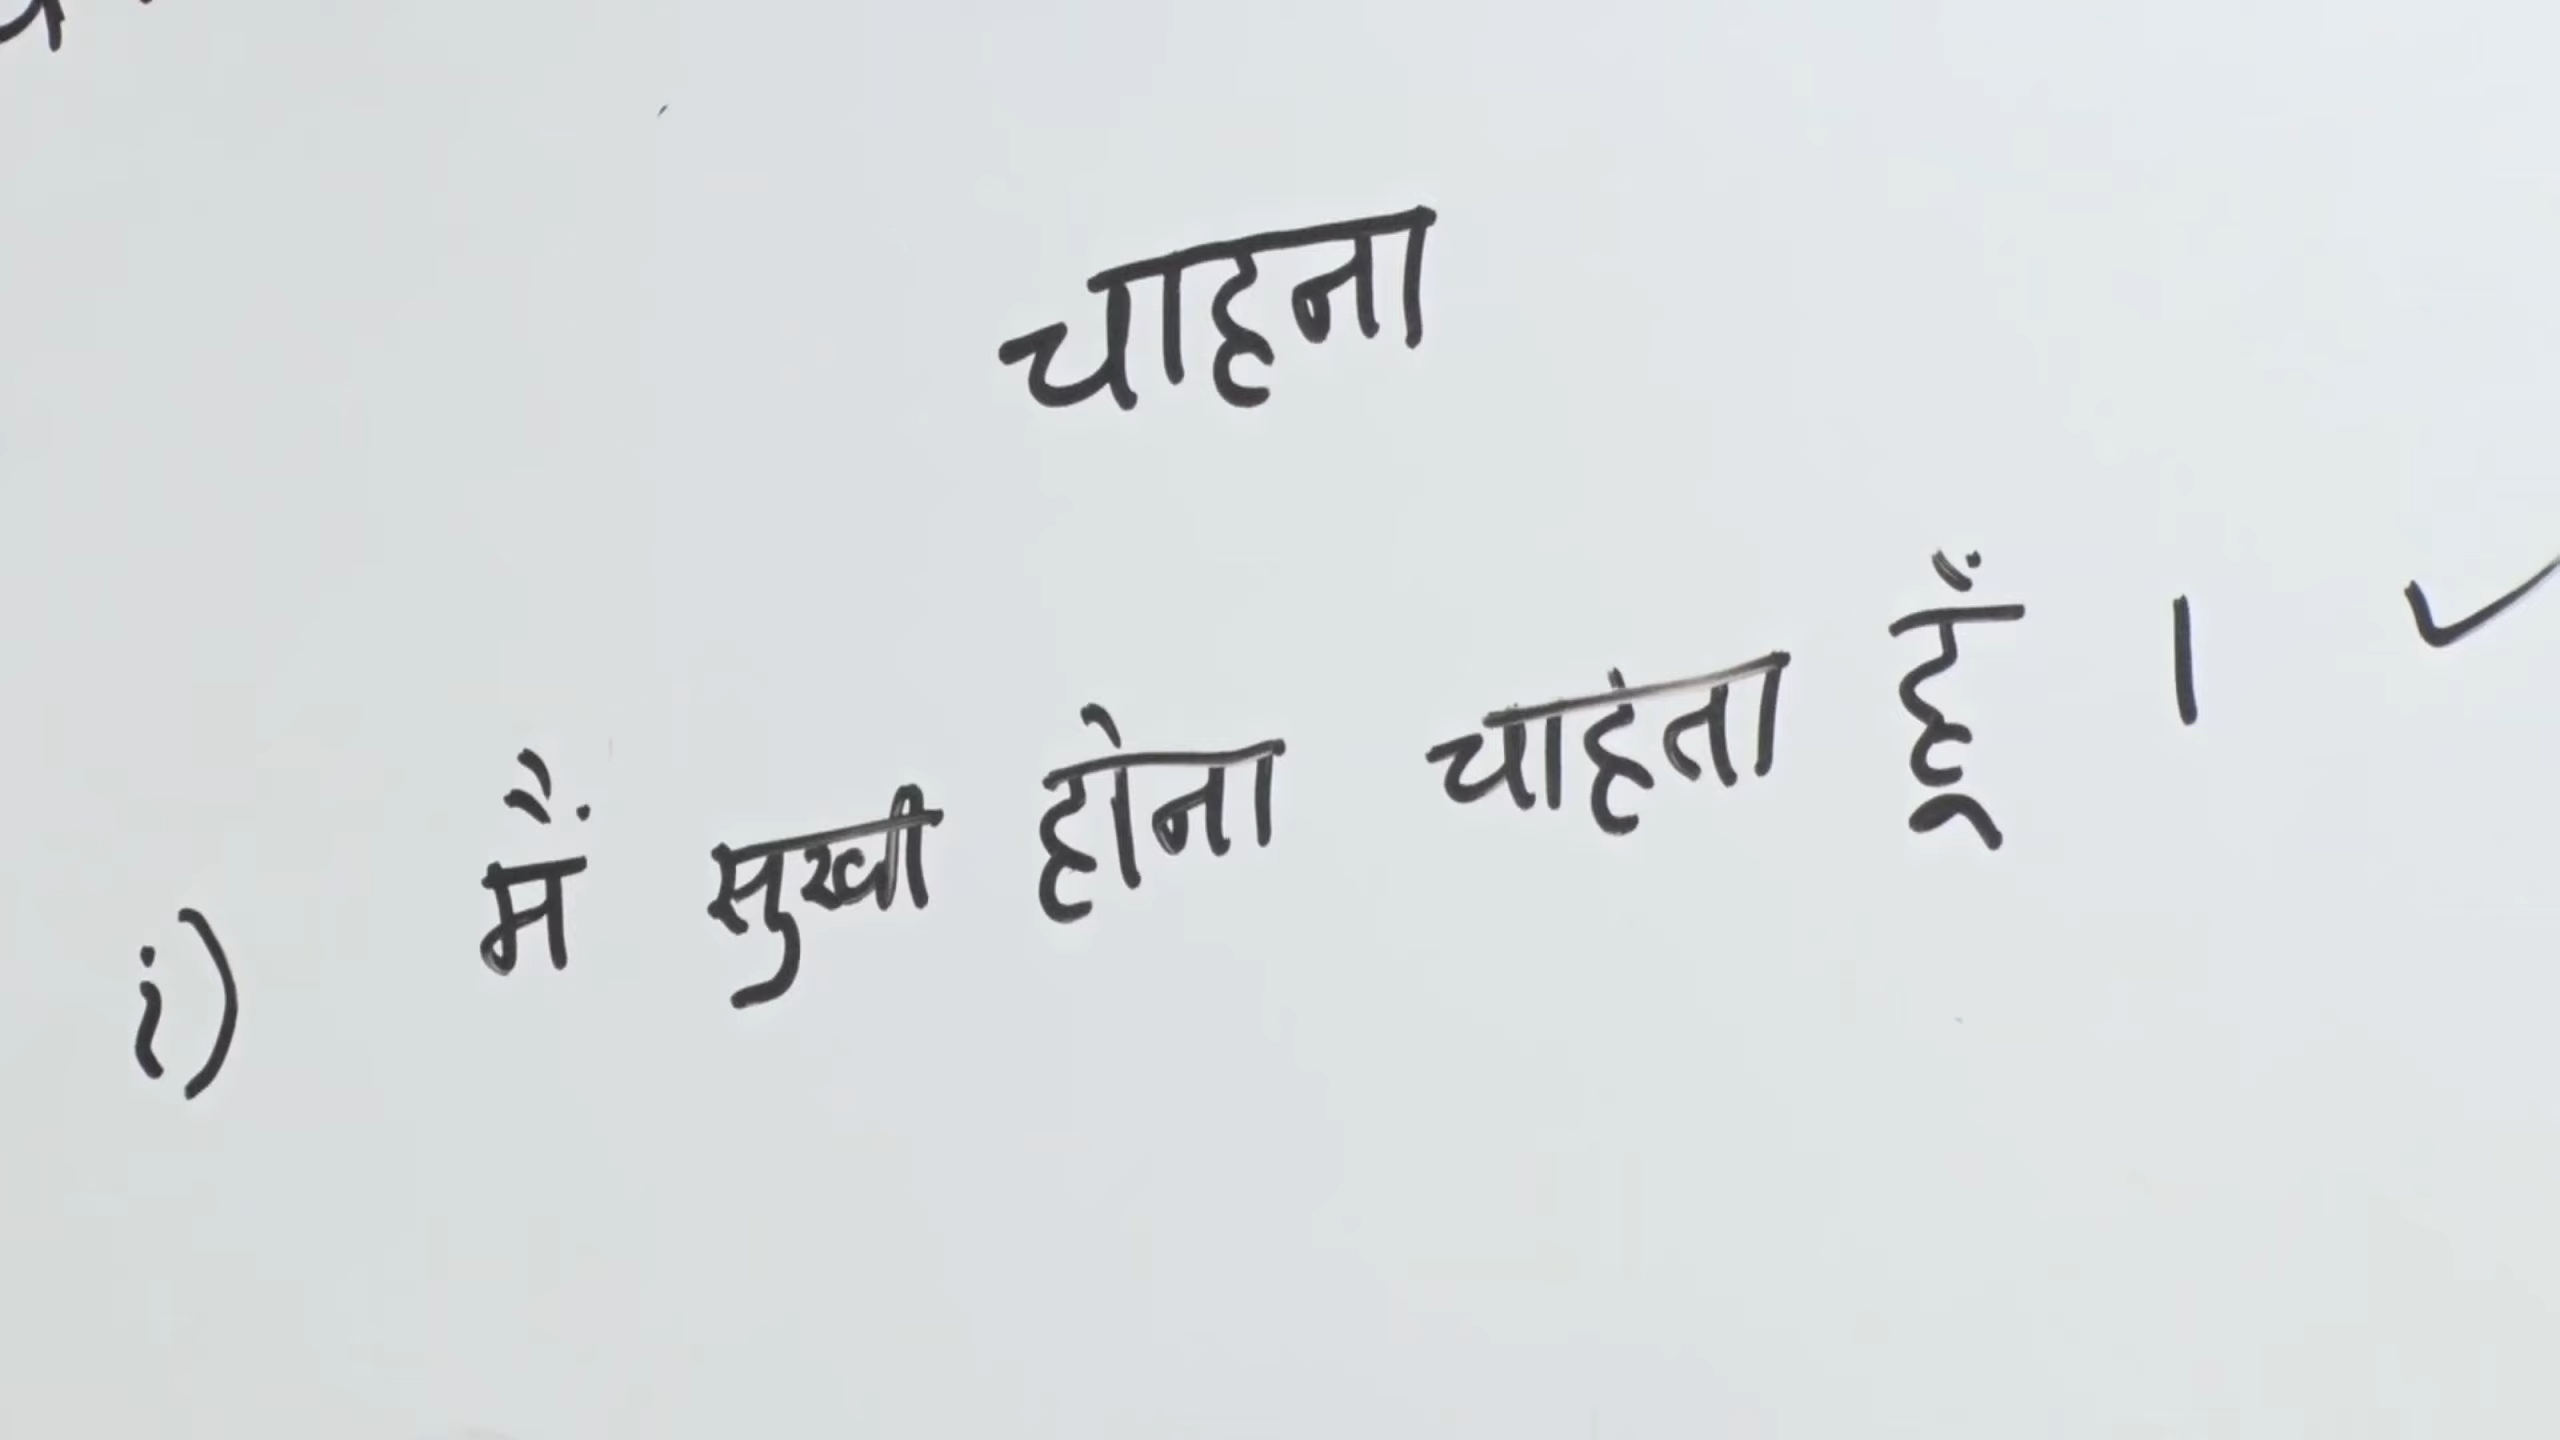 चाहना
i) मैं सुखी होना चाहता हूँ ।